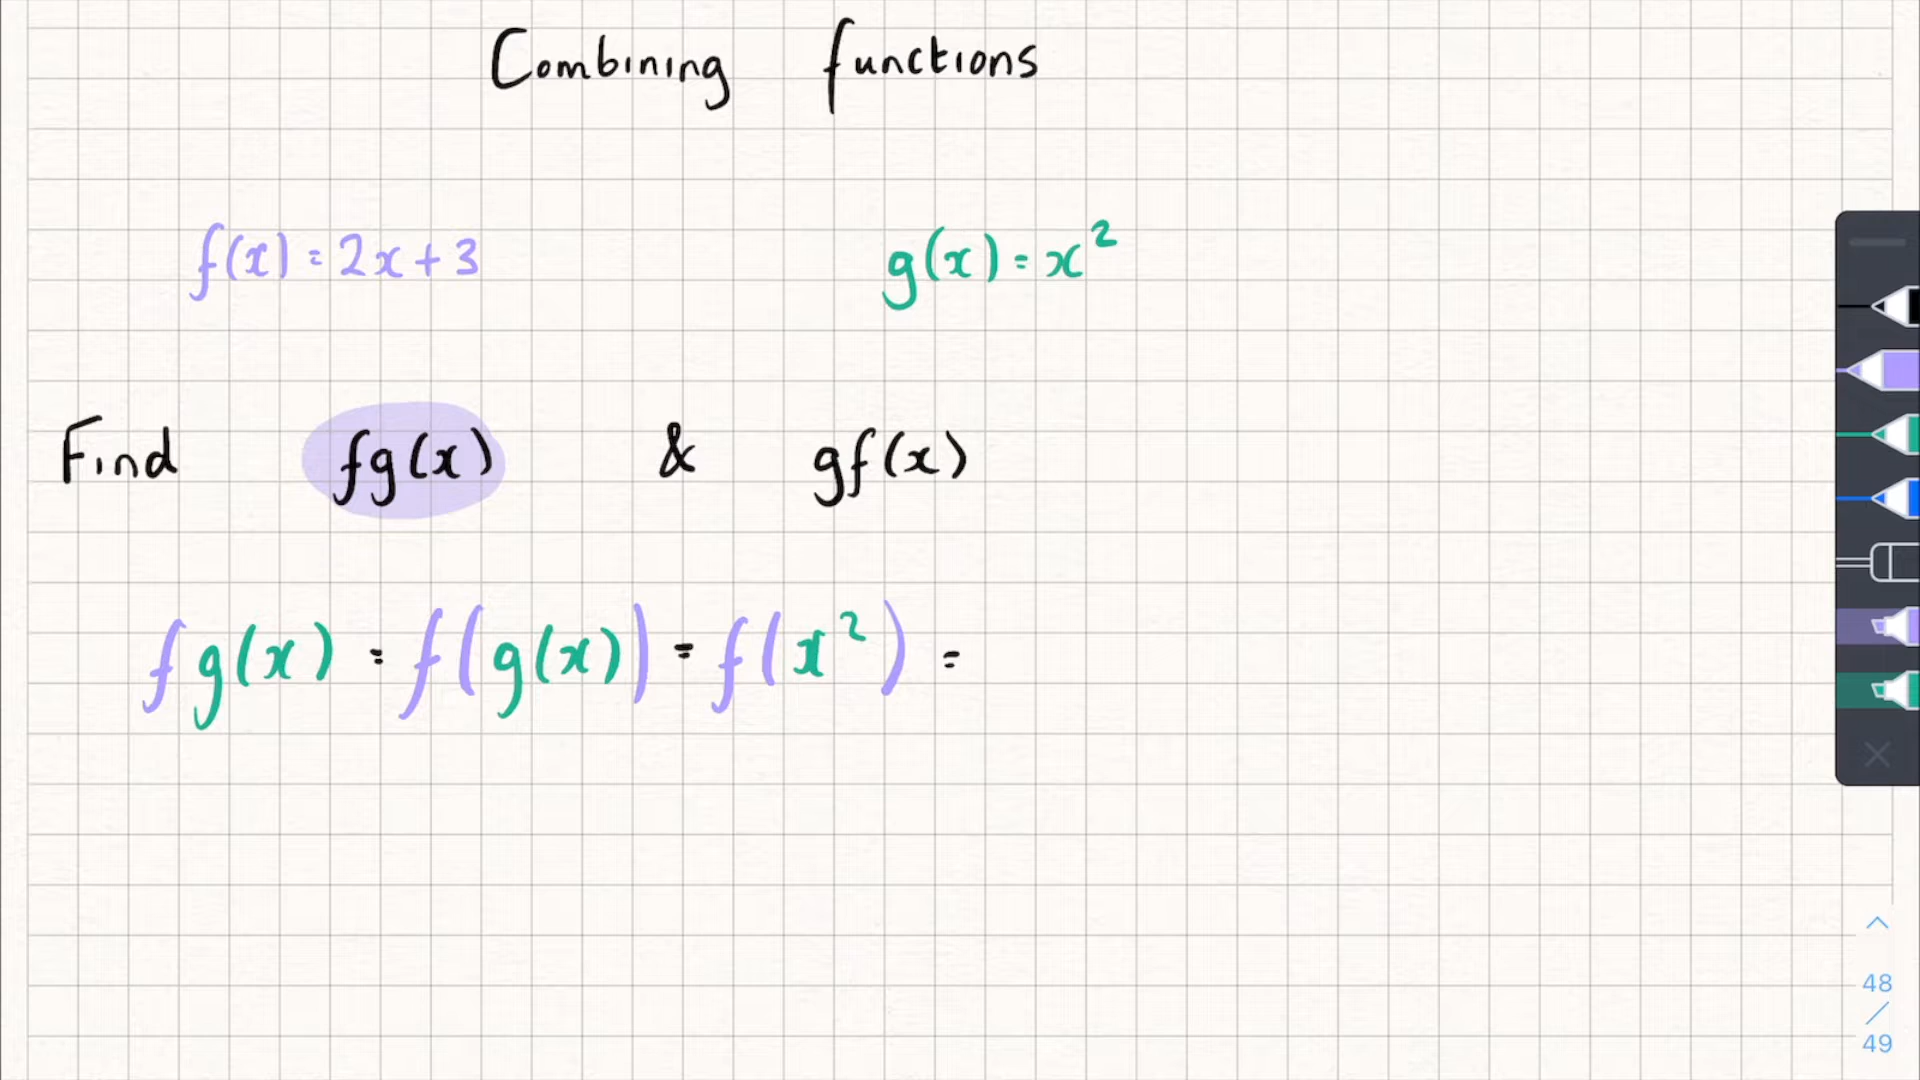 Combining functions
f(x) = 2x + 3 g(x) = x²
Find fg(x) & gf(x)
fg(x) = f(g(x)) = f(x²) =
48
/
49